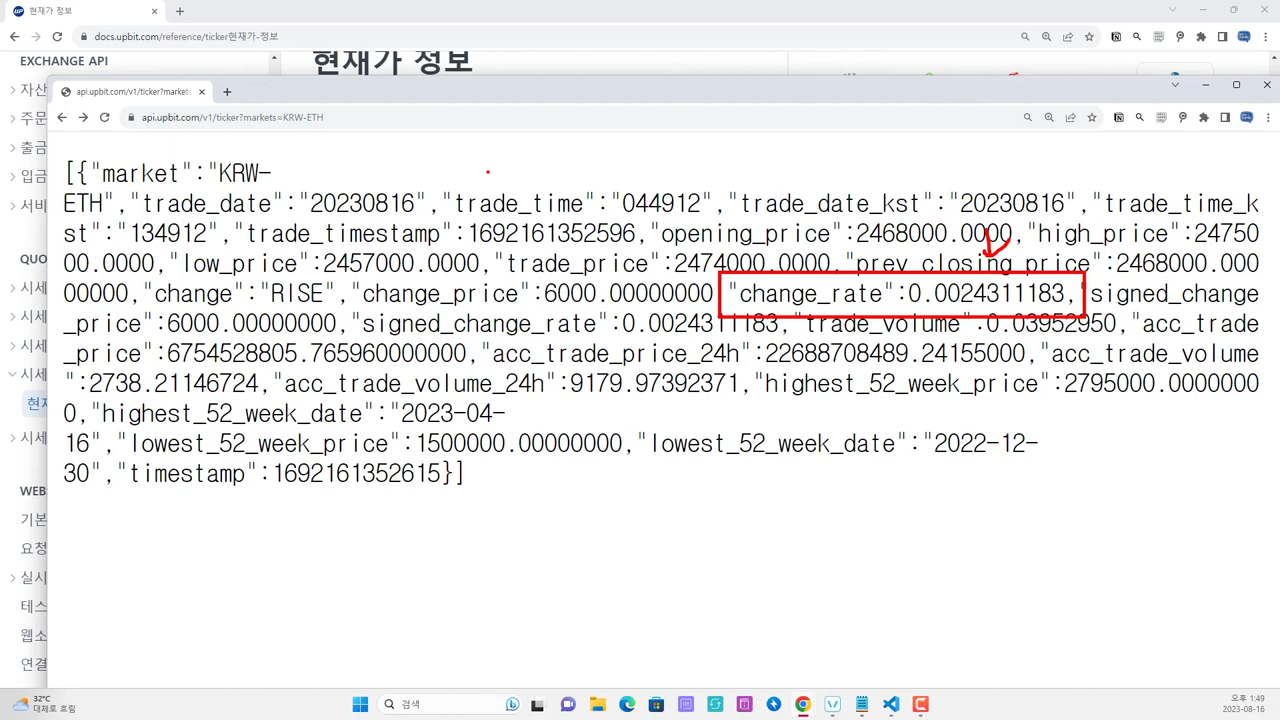 현재가 정보
docs.upbit.com/reference/ticker현재가-정보
EXCHANGE API
현재가 정보
자산
주문
출금
입금
서비
QUO
시세
시세
시세
시세
현재
시세
WEB
기본
요청
실시
테스
웹소
연결
api.upbit.com/v1/ticker?markets
api.upbit.com/v1/ticker?markets=KRW-ETH
[{"market":"KRW-
ETH","trade_date":"20230816","trade_time":"044912","trade_date_kst":"20230816","trade_time_k
st":"134912","trade_timestamp":1692161352596,"opening_price":2468000.0000,"high_price":24750
00.0000,"low_price":2457000.0000,"trade_price":2474000.0000,"prev_closing_price":2468000.000
00000,"change":"RISE","change_price":6000.00000000,"change_rate":0.0024311183,"signed_change
_price":6000.00000000,"signed_change_rate":0.0024311183,"trade_volume":0.03952950,"acc_trade
_price":6754528805.765960000000,"acc_trade_price_24h":22688708489.24155000,"acc_trade_volume
":2738.21146724,"acc_trade_volume_24h":9179.97392371,"highest_52_week_price":2795000.0000000
0,"highest_52_week_date":"2023-04-
16","lowest_52_week_price":1500000.00000000,"lowest_52_week_date":"2022-12-
30","timestamp":1692161352615}]
32°C
대체로 흐림
검색
오후 1:49
2023-08-16